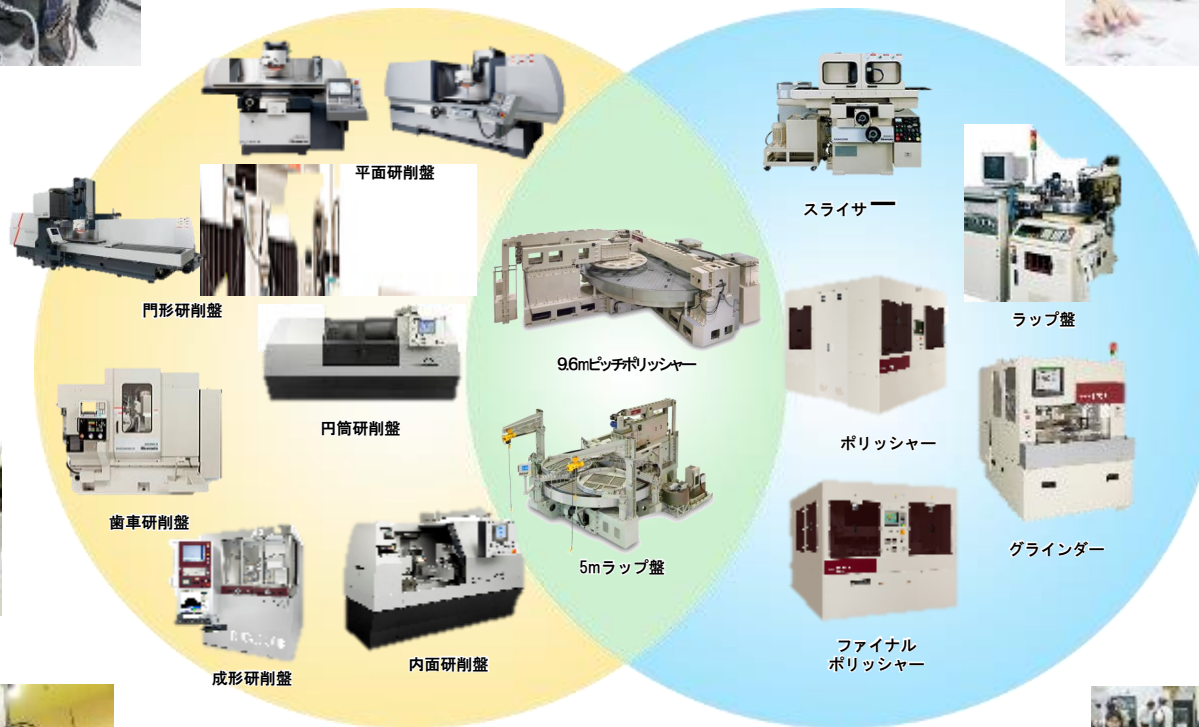 平面研削盤
スライサー
門形研削盤
ラップ盤
9.6mピッチポリッシャー
円筒研削盤
ポリッシャー
歯車研削盤
グラインダー
5mラップ盤
ファイナル
ポリッシャー
内面研削盤
成形研削盤